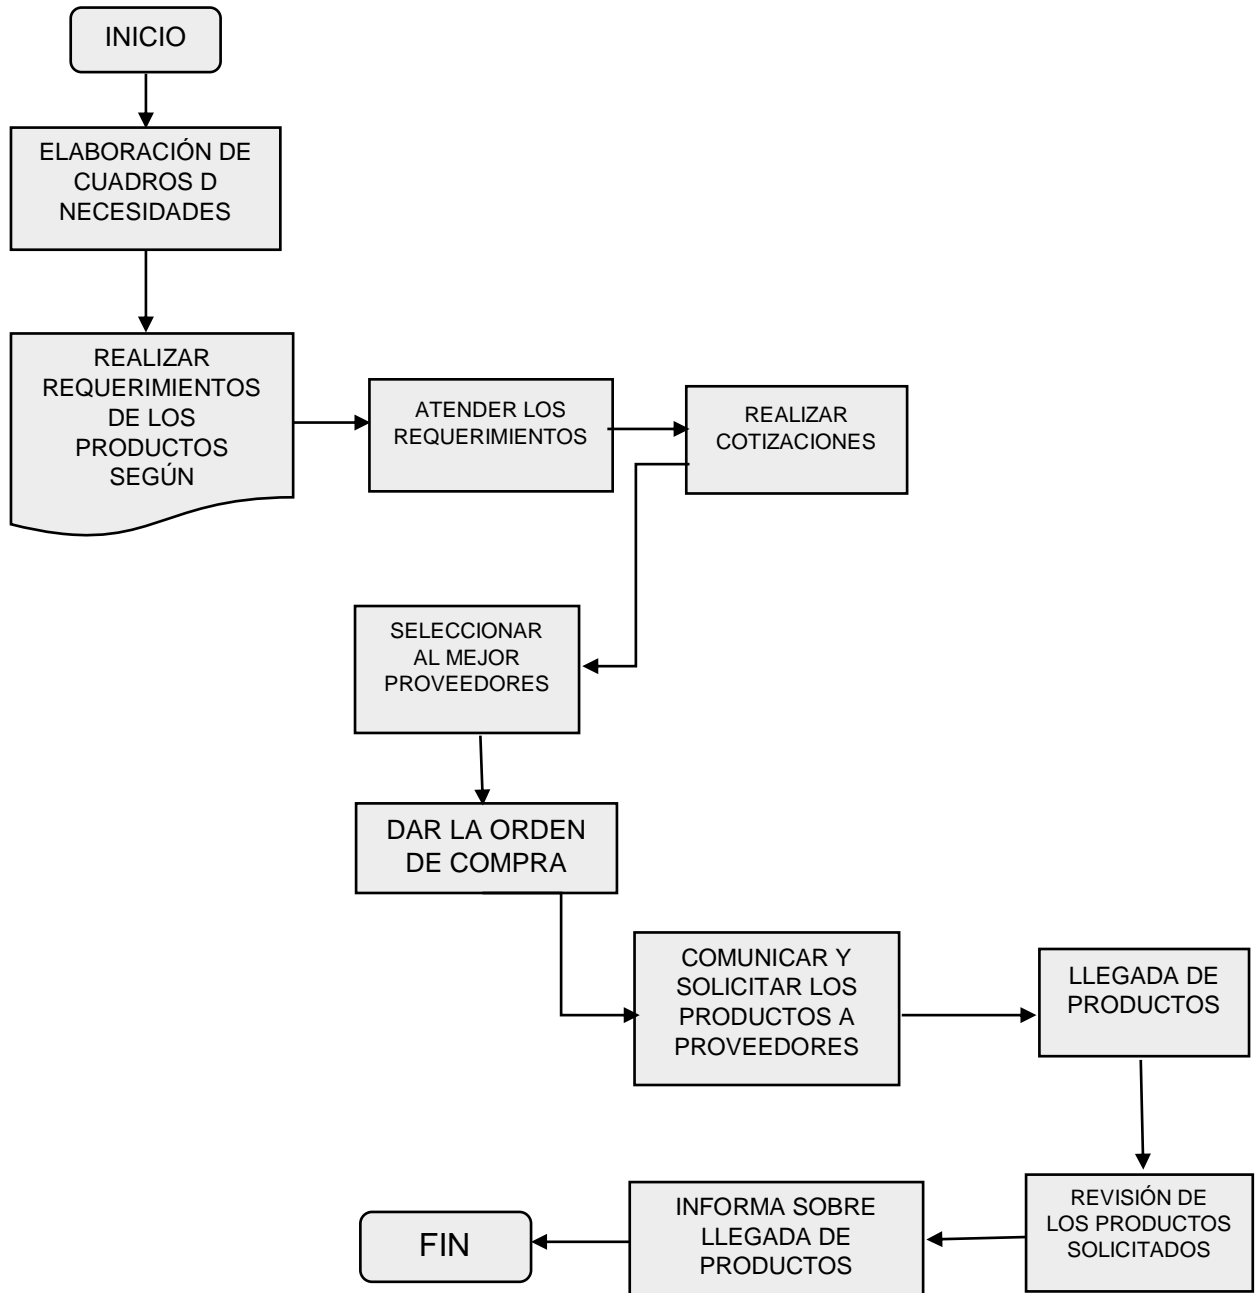 INICIO
ELABORACIÓN DE
CUADROS D
NECESIDADES
REALIZAR
REQUERIMIENTOS
DE LOS
PRODUCTOS
SEGÚN
ATENDER LOS
REQUERIMIENTOS
REALIZAR
COTIZACIONES
SELECCIONAR
AL MEJOR
PROVEEDORES
DAR LA ORDEN
DE COMPRA
COMUNICAR Y
SOLICITAR LOS
PRODUCTOS A
PROVEEDORES
LLEGADA DE
PRODUCTOS
REVISIÓN DE
LOS PRODUCTOS
SOLICITADOS
INFORMA SOBRE
LLEGADA DE
PRODUCTOS
FIN